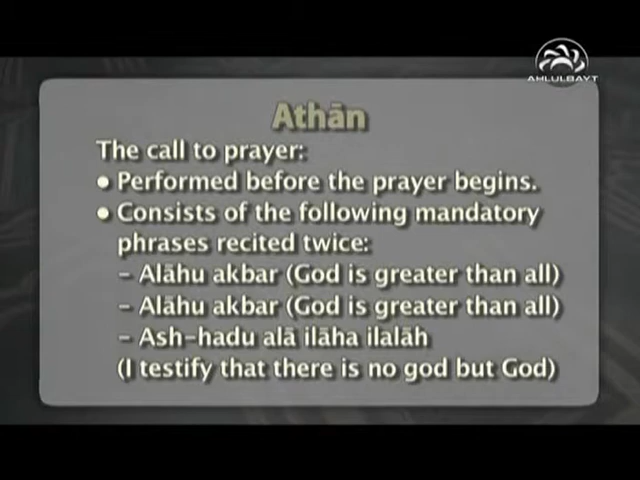 AHLULBAYT
Athān
The call to prayer:
• Performed before the prayer begins.
• Consists of the following mandatory
phrases recited twice:
– Alāhu akbar (God is greater than all)
– Alāhu akbar (God is greater than all)
– Ash-hadu alā ilāha ilalāh
(I testify that there is no god but God)